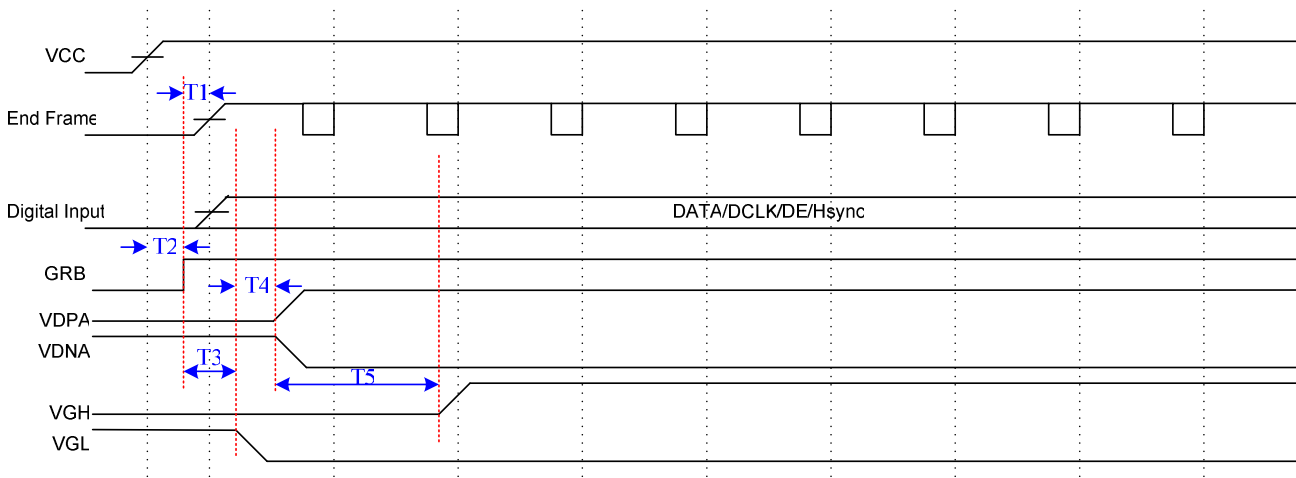 VCC
T1
End Frame
Digital Input
DATA/DCLK/DE/Hsync
T2
GRB
T4
VDPA
VDNA
T3
T5
VGH
VGL